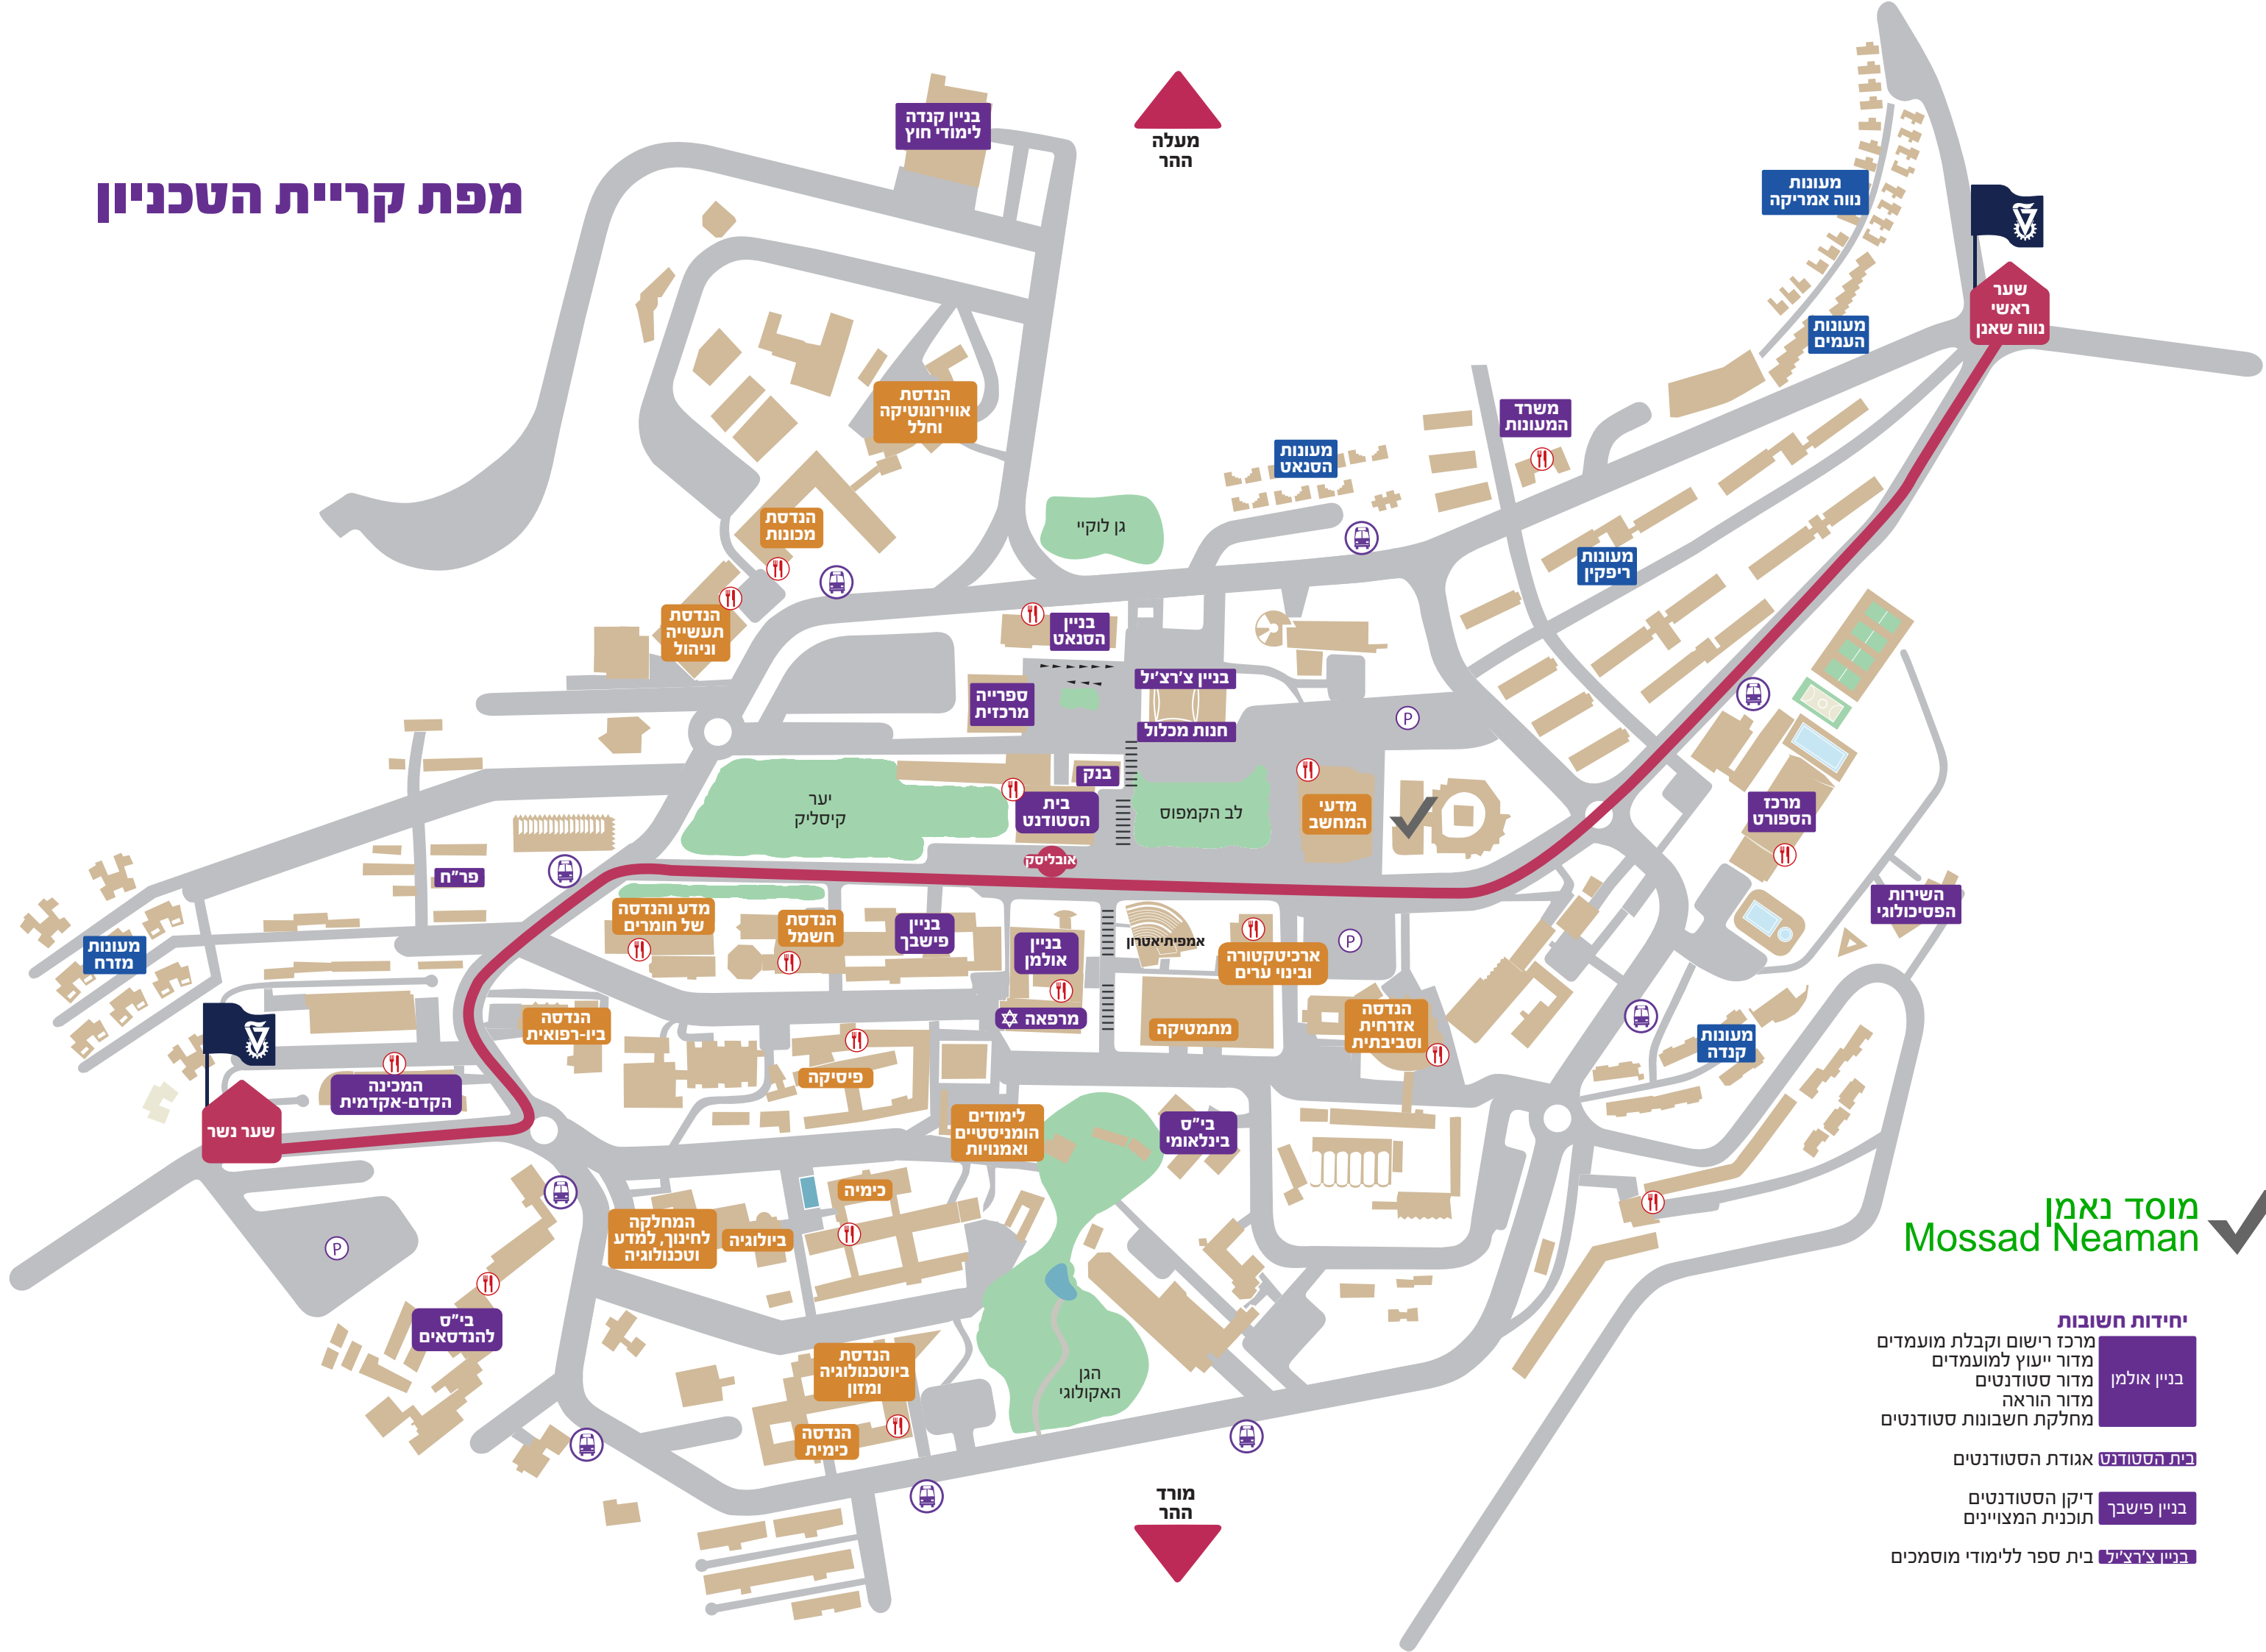 מפת קריית הטכניון
מעלה
ההר
בניין קנדה
לימודי חוץ
מעונות
נווה אמריקה
שער
ראשי
נווה שאנן
מעונות
העמים
הנדסת
אווירונוטיקה
וחלל
משרד
המעונות
מעונות
הסנאט
הנדסת
מכונות
גן לוקיי
מעונות
ריפקין
הנדסת
תעשייה
וניהול
בניין
הסנאט
ספרייה
מרכזית
בניין צ'רצ'יל
חנות מכלול
P
בנק
יער
קיסליק
בית
הסטודנט
לב הקמפוס
מדעי
המחשב
מרכז
הספורט
אובליסק
פר"ח
השירות
הפסיכולוגי
מדע והנדסה
של חומרים
הנדסת
חשמל
בניין
פישבך
בניין
אולמן
אמפיתיאטרון
ארכיטקטורה
ובינוי ערים
P
מעונות
מזרח
הנדסה
ביו-רפואית
מרפאה
מתמטיקה
הנדסה
אזרחית
וסביבתית
מעונות
קנדה
המכינה
הקדם-אקדמית
פיסיקה
שער נשר
לימודים
הומניסטיים
ואמנויות
בי"ס
בינלאומי
כימיה
המחלקה
לחינוך, למדע
וטכנולוגיה
ביולוגיה
P
מוסד נאמן
Mossad Neaman
בי"ס
להנדסאים
הנדסת
ביוטכנולוגיה
ומזון
הגן
האקולוגי
הנדסה
כימית
מורד
ההר
יחידות חשובות
בניין אולמן
מרכז רישום וקבלת מועמדים
מדור ייעוץ למועמדים
מדור סטודנטים
מדור הוראה
מחלקת חשבונות סטודנטים
בית הסטודנט אגודת הסטודנטים
בניין פישבך
דיקן הסטודנטים
תוכנית המצויינים
בניין צ'רצ'יל בית ספר ללימודי מוסמכים